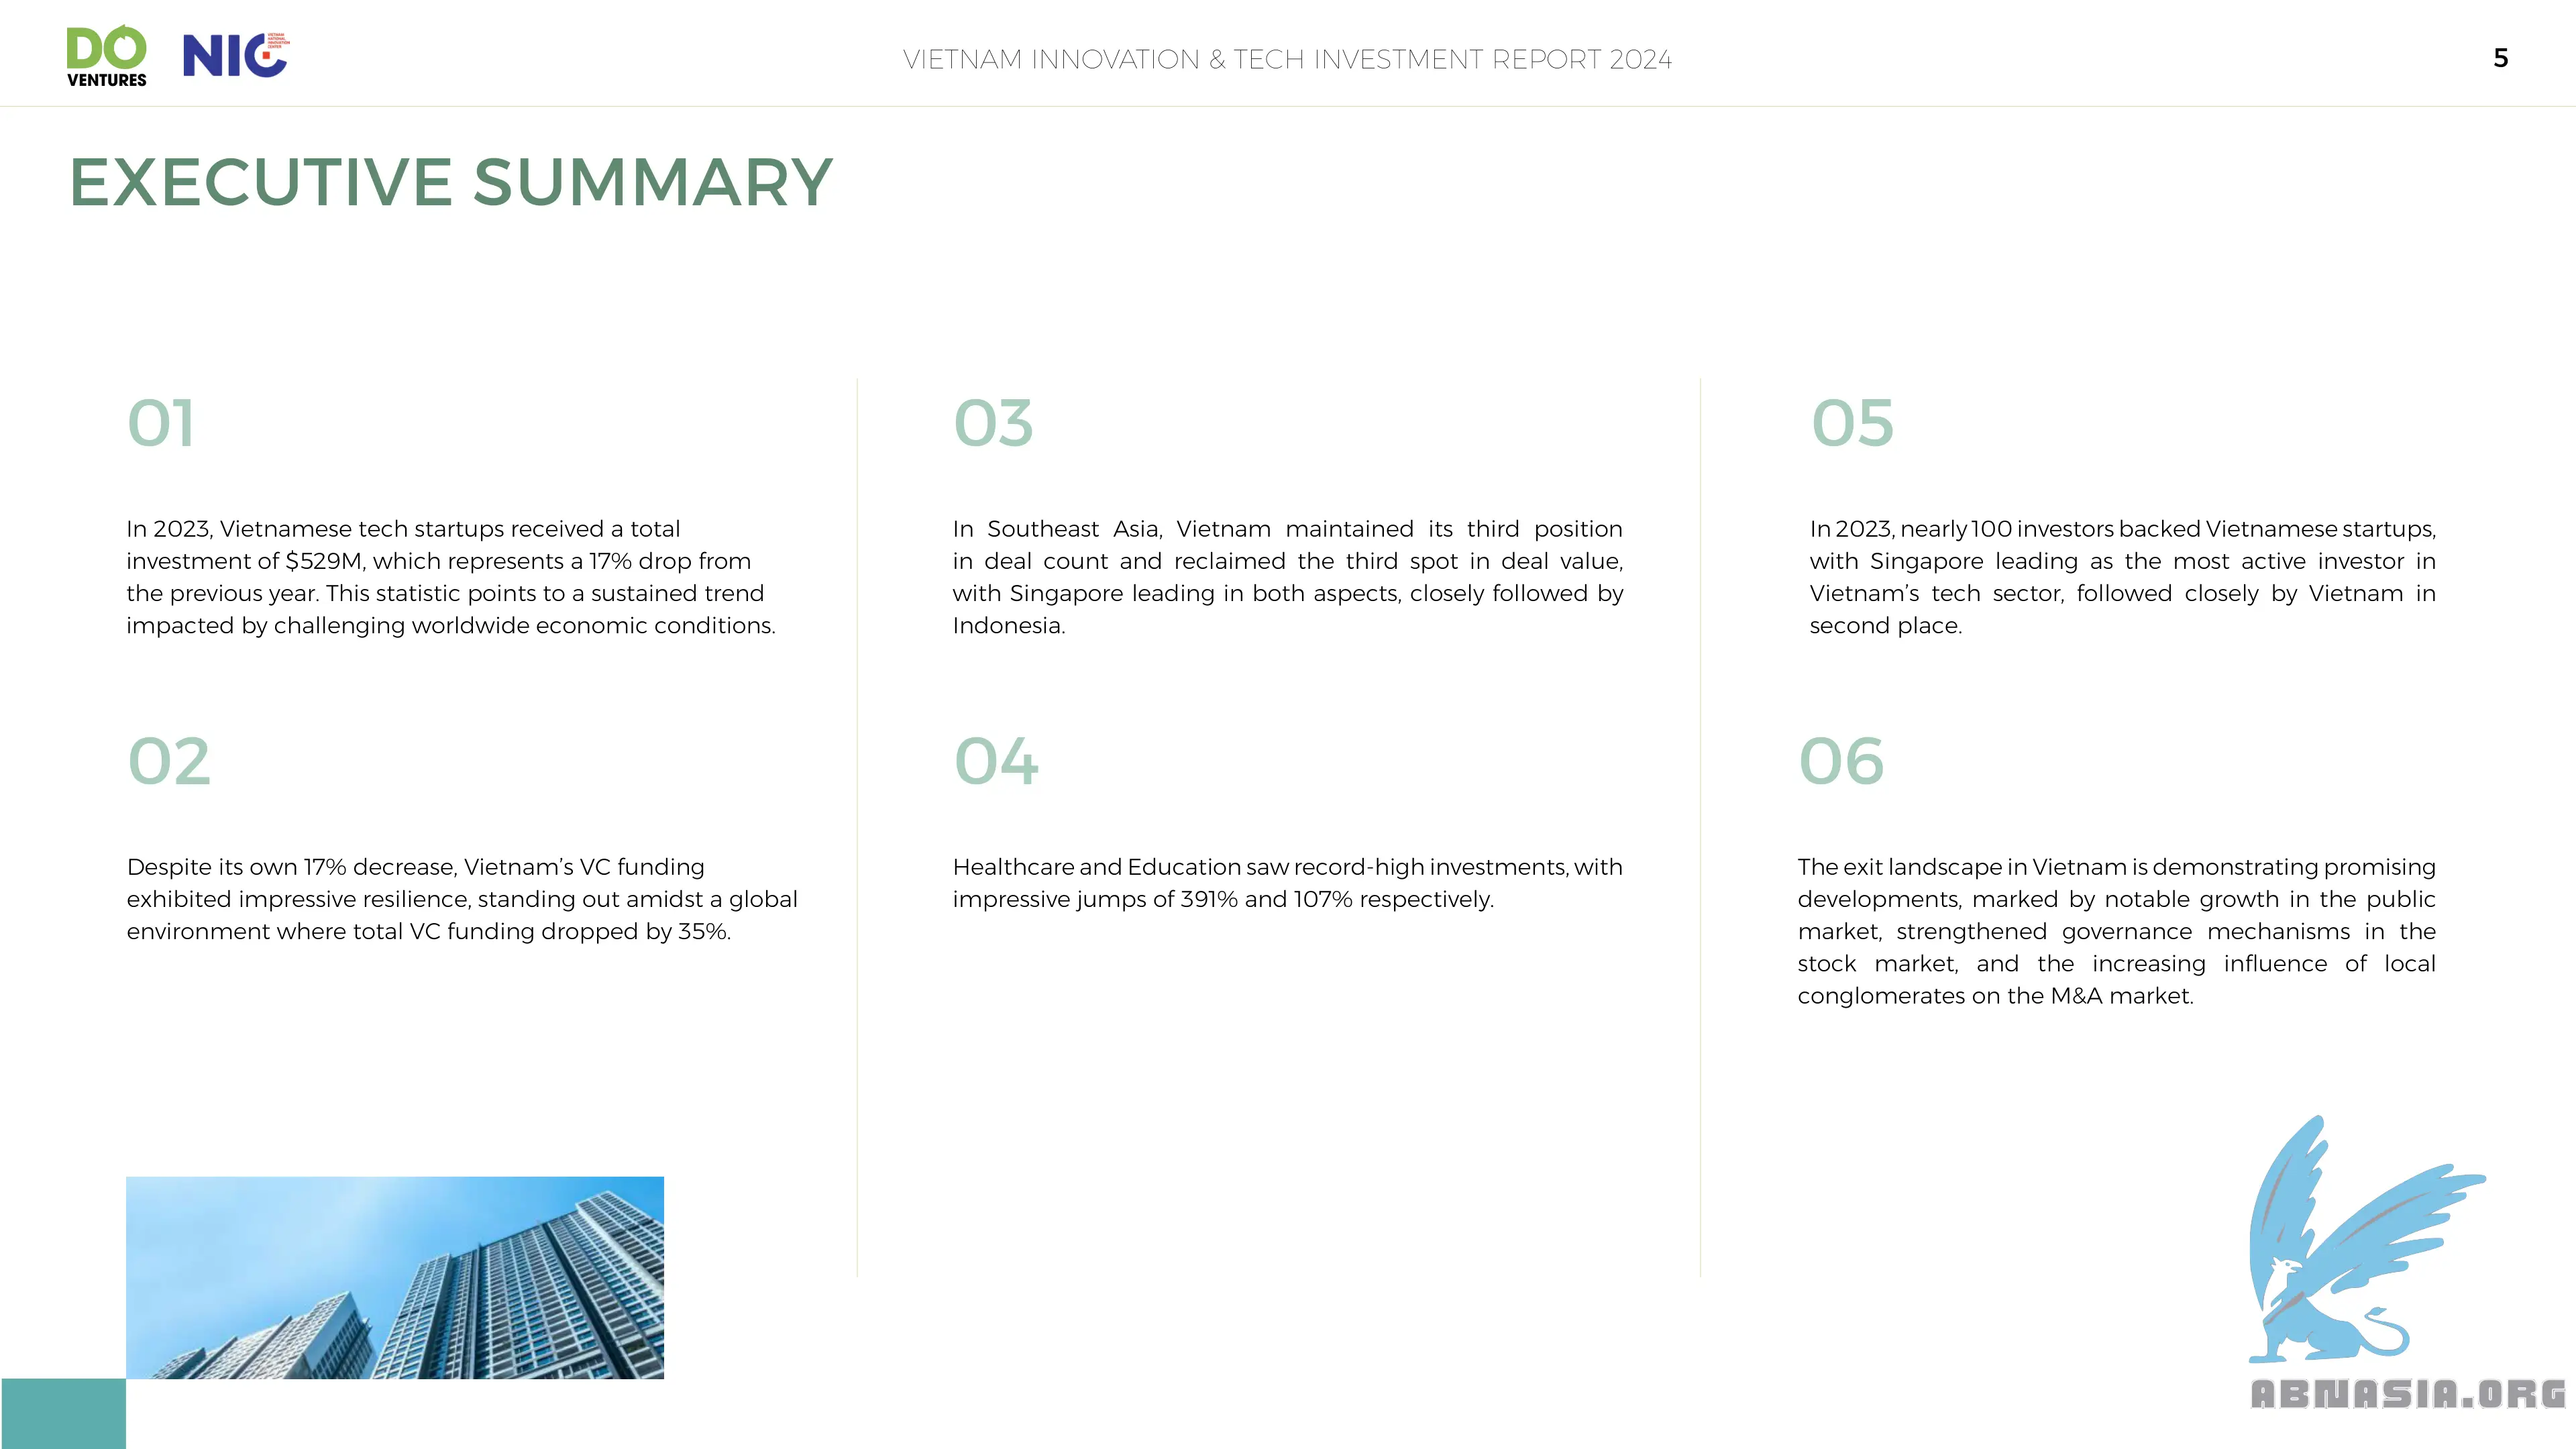 DO
VENTURES
NIC
VIETNAM
NATIONAL
INNOVATION
CENTER
VIETNAM INNOVATION & TECH INVESTMENT REPORT 2024
5
EXECUTIVE SUMMARY
01
In 2023, Vietnamese tech startups received a total
investment of $529M, which represents a 17% drop from
the previous year. This statistic points to a sustained trend
impacted by challenging worldwide economic conditions.
02
Despite its own 17% decrease, Vietnam’s VC funding
exhibited impressive resilience, standing out amidst a global
environment where total VC funding dropped by 35%.
03
In Southeast Asia, Vietnam maintained its third position
in deal count and reclaimed the third spot in deal value,
with Singapore leading in both aspects, closely followed by
Indonesia.
04
Healthcare and Education saw record-high investments, with
impressive jumps of 391% and 107% respectively.
05
In 2023, nearly 100 investors backed Vietnamese startups,
with Singapore leading as the most active investor in
Vietnam’s tech sector, followed closely by Vietnam in
second place.
06
The exit landscape in Vietnam is demonstrating promising
developments, marked by notable growth in the public
market, strengthened governance mechanisms in the
stock market, and the increasing influence of local
conglomerates on the M&A market.
ABNASIA.ORG